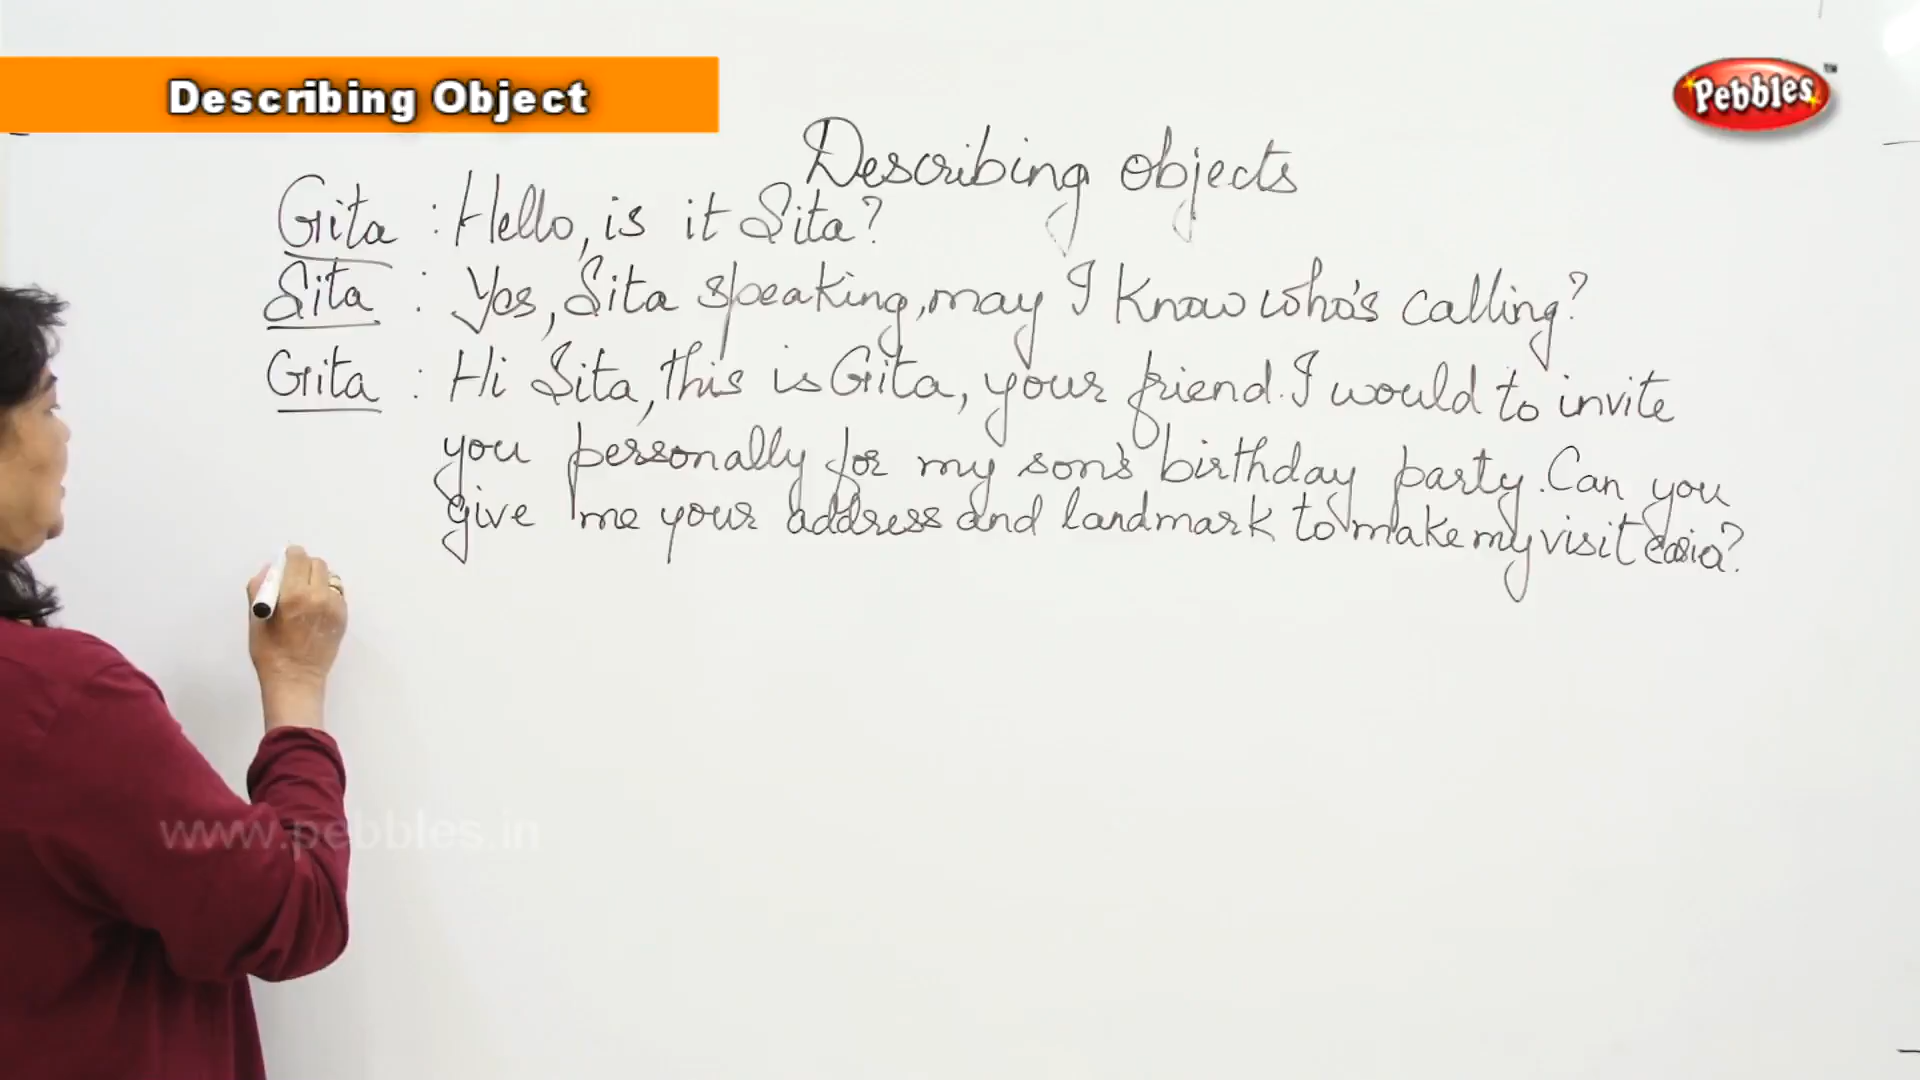 Describing Object
Pebbles™
Describing objects
Gita : Hello, is it Sita?
Sita : Yes, Sita speaking, may I know who's calling?
Gita : Hi Sita, this is Gita, your friend. I would to invite
you personally for my son's birthday party. Can you
give me your address and landmark to make my visit easier?
www.pebbles.in